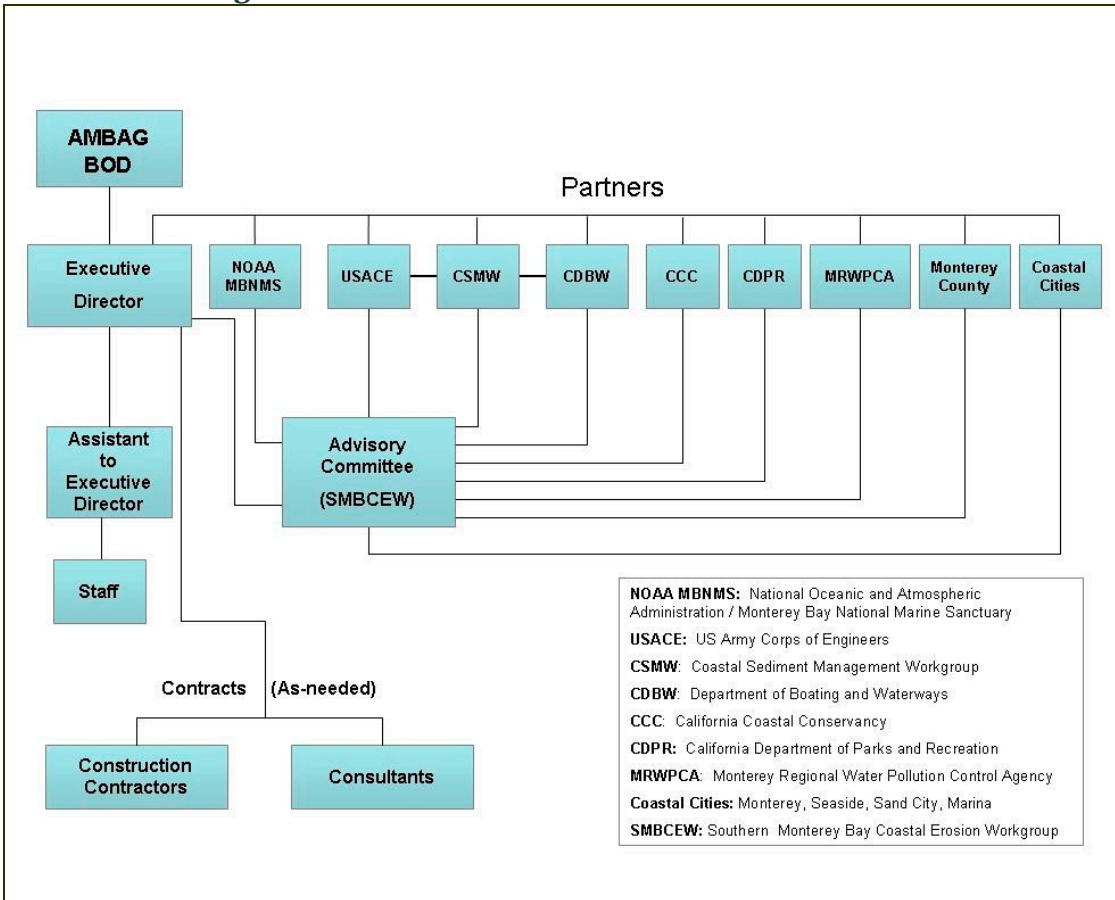 AMBAG
BOD
Partners
Executive
Director
NOAA
MBNMS
USACE
CSMW
CDBW
CCC
CDPR
MRWPCA
Monterey
County
Coastal
Cities
Assistant
to
Executive
Director
Advisory
Committee
(SMBCEW)
Staff
Contracts (As-needed)
Construction
Contractors
Consultants
NOAA MBNMS: National Oceanic and Atmospheric
Administration / Monterey Bay National Marine Sanctuary
USACE: US Army Corps of Engineers
CSMW: Coastal Sediment Management Workgroup
CDBW: Department of Boating and Waterways
CCC: California Coastal Conservancy
CDPR: California Department of Parks and Recreation
MRWPCA: Monterey Regional Water Pollution Control Agency
Coastal Cities: Monterey, Seaside, Sand City, Marina
SMBCEW: Southern Monterey Bay Coastal Erosion Workgroup